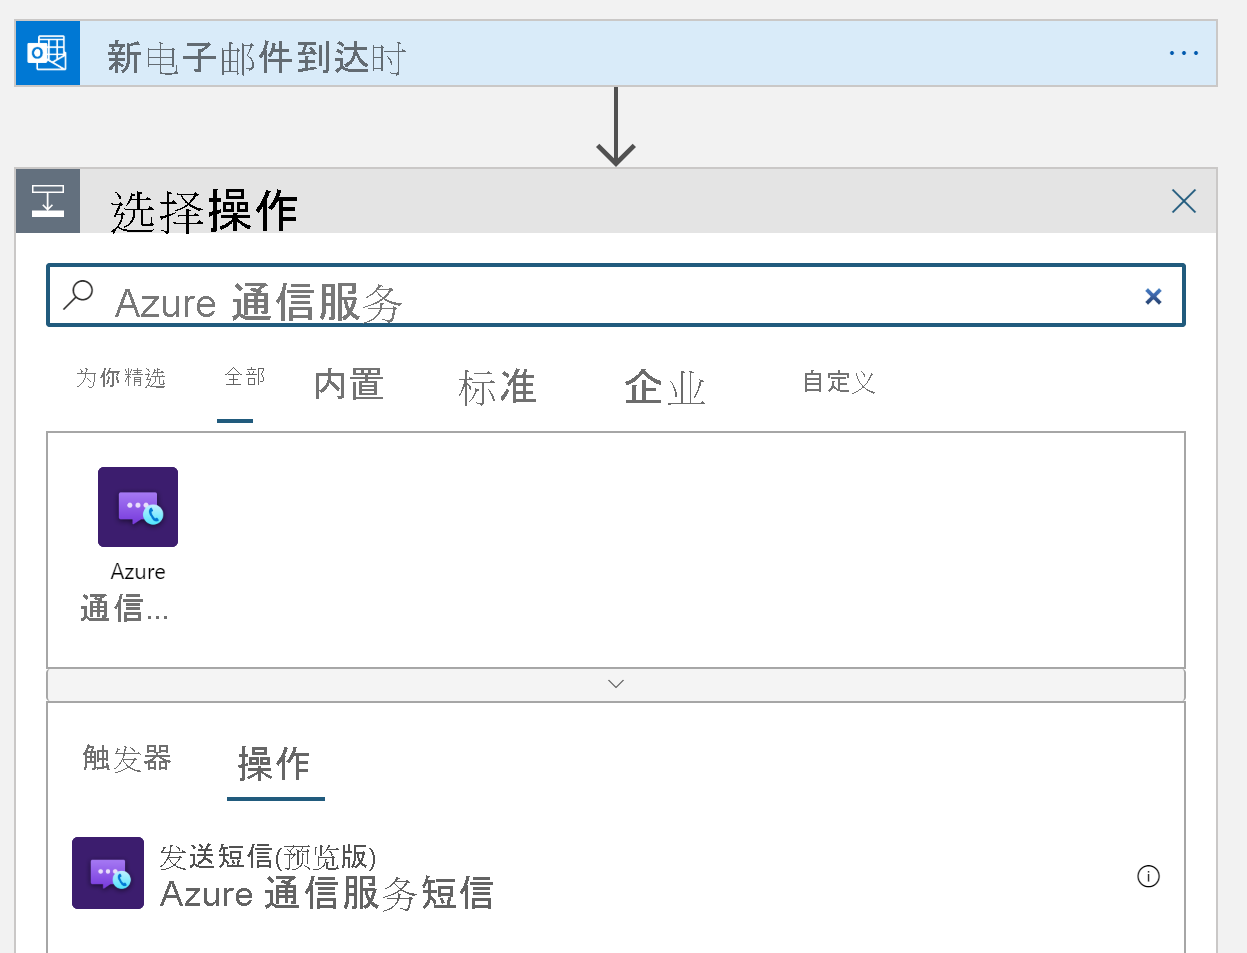 新电子邮件到达时
选择操作
Azure 通信服务
为你精选 全部 内置 标准 企业 自定义
Azure
通信...
触发器 操作
发送短信(预览版)
Azure 通信服务短信